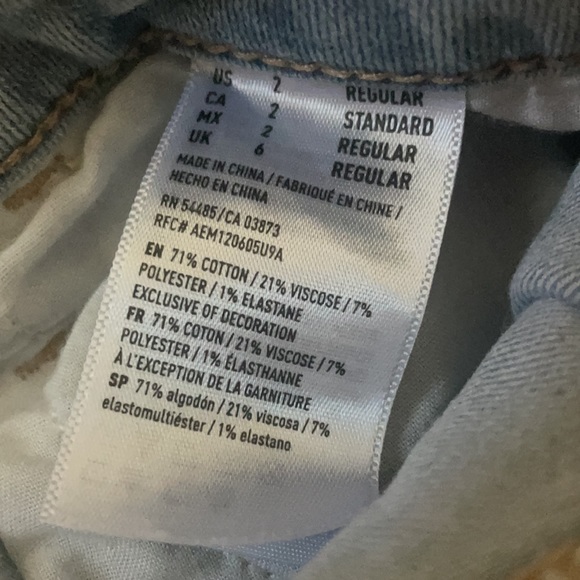 US 2 REGULAR
CA 2 STANDARD
MX 2 REGULAR
UK 6 REGULAR
MADE IN CHINA / FABRIQUÉ EN CHINE /
HECHO EN CHINA
RN 54485/CA 03873
RFC# AEM120605U9A
EN 71% COTTON / 21% VISCOSE / 7%
POLYESTER / 1% ELASTANE
EXCLUSIVE OF DECORATION
FR 71% COTON / 21% VISCOSE / 7%
POLYESTER / 1% ÉLASTHANNE
À L'EXCEPTION DE LA GARNITURE
SP 71% algodón / 21% viscosa / 7%
elastomultiéster / 1% elastano